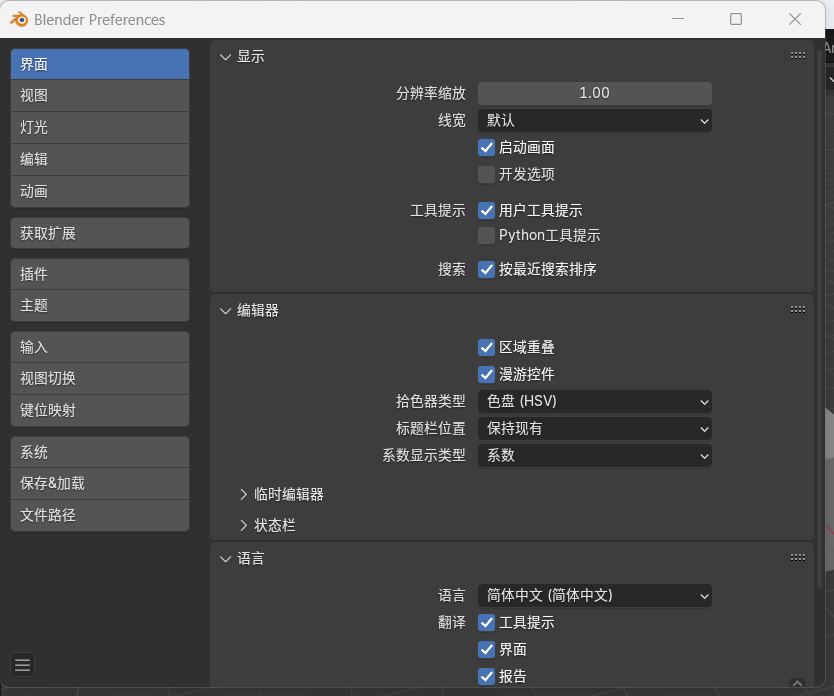 Blender Preferences
界面
视图
灯光
编辑
动画
获取扩展
插件
主题
输入
视图切换
键位映射
系统
保存&加载
文件路径
显示
分辨率缩放 1.00
线宽 默认
启动画面
开发选项
工具提示 用户工具提示
Python工具提示
搜索 按最近搜索排序
编辑器
区域重叠
漫游控件
拾色器类型 色盘 (HSV)
标题栏位置 保持现有
系数显示类型 系数
临时编辑器
状态栏
语言
语言 简体中文 (简体中文)
翻译 工具提示
界面
报告